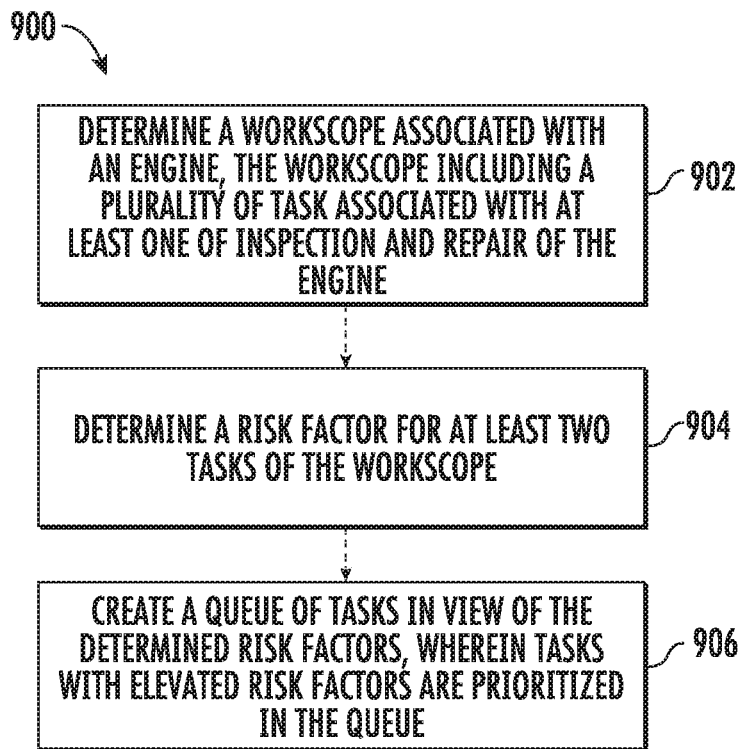 900
DETERMINE A WORKSCOPE ASSOCIATED WITH
AN ENGINE, THE WORKSCOPE INCLUDING A
PLURALITY OF TASK ASSOCIATED WITH AT
LEAST ONE OF INSPECTION AND REPAIR OF THE
ENGINE
902
DETERMINE A RISK FACTOR FOR AT LEAST TWO
TASKS OF THE WORKSCOPE
904
CREATE A QUEUE OF TASKS IN VIEW OF THE
DETERMINED RISK FACTORS, WHEREIN TASKS
WITH ELEVATED RISK FACTORS ARE PRIORITIZED
IN THE QUEUE
906